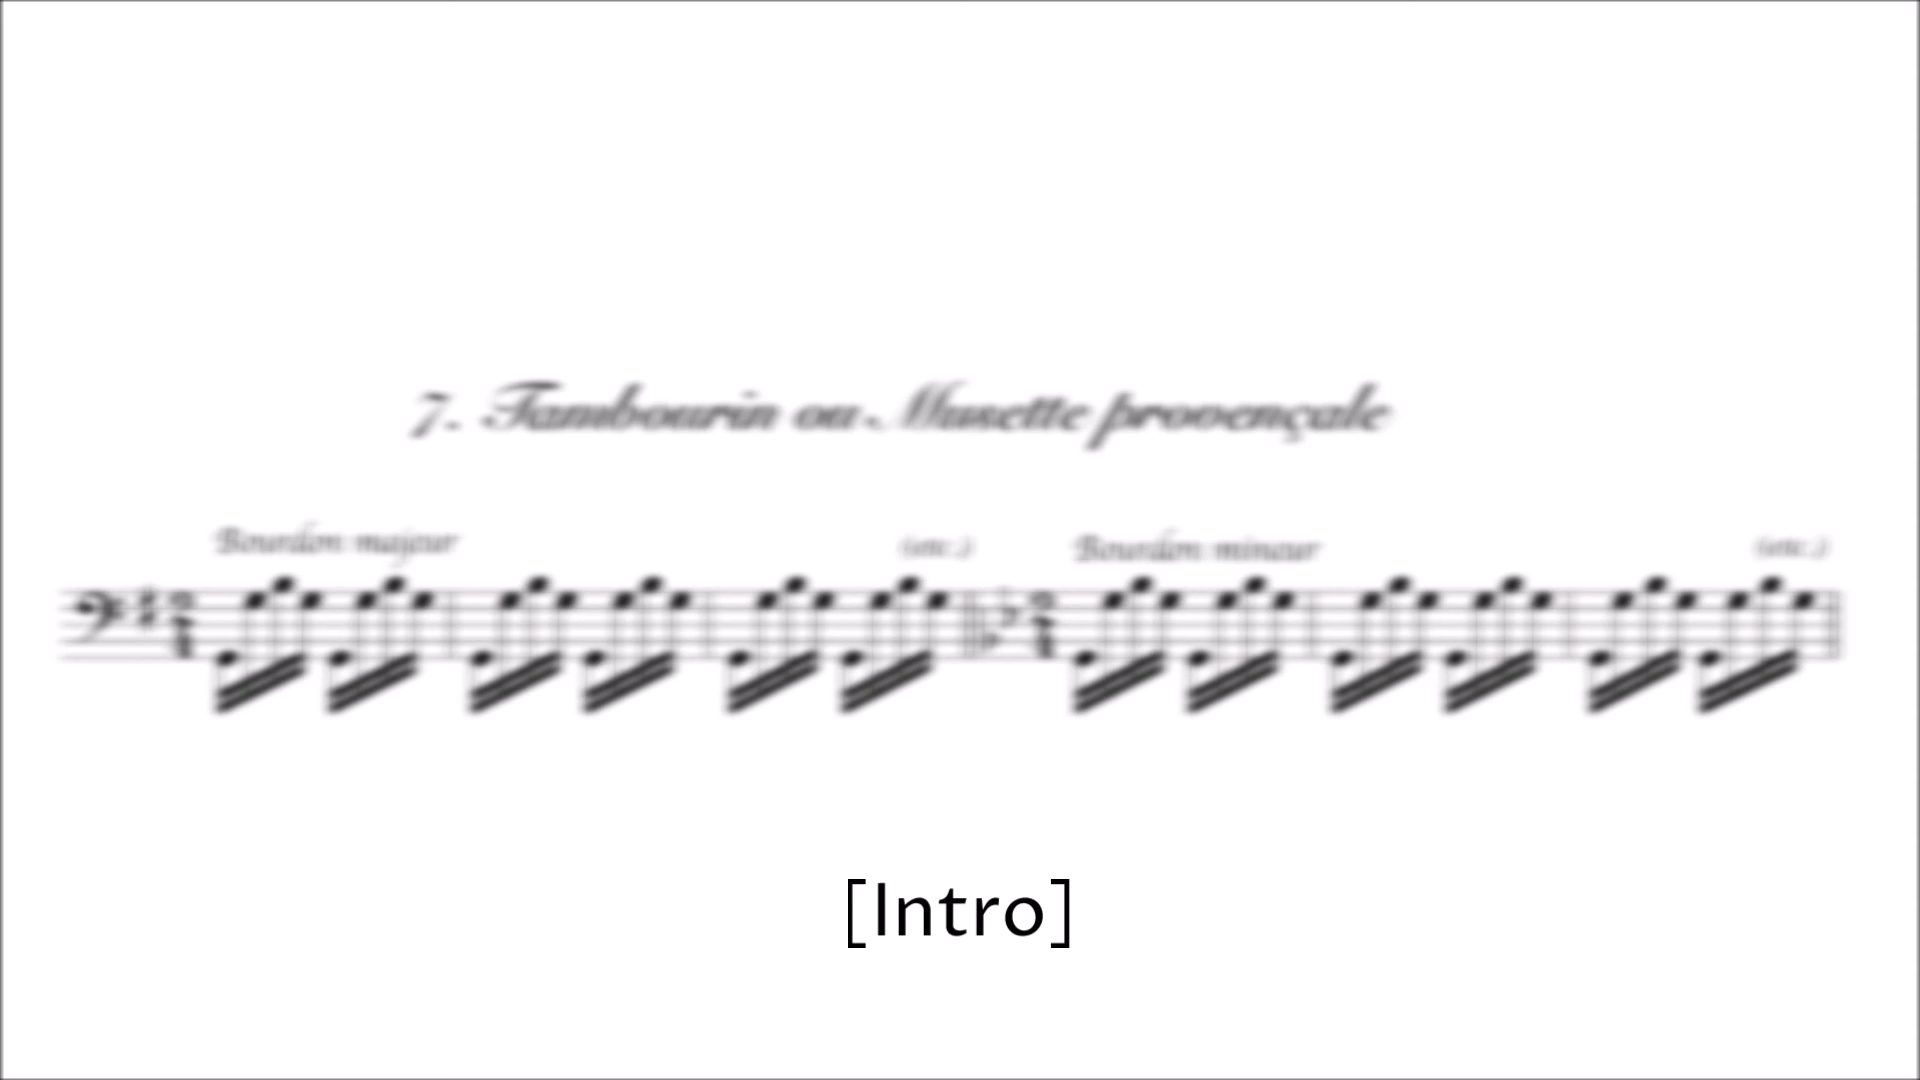 7. Tambourin ou Musette provençale
Bourdon majeur (etc.) Bourdon mineur (etc.)
[Intro]